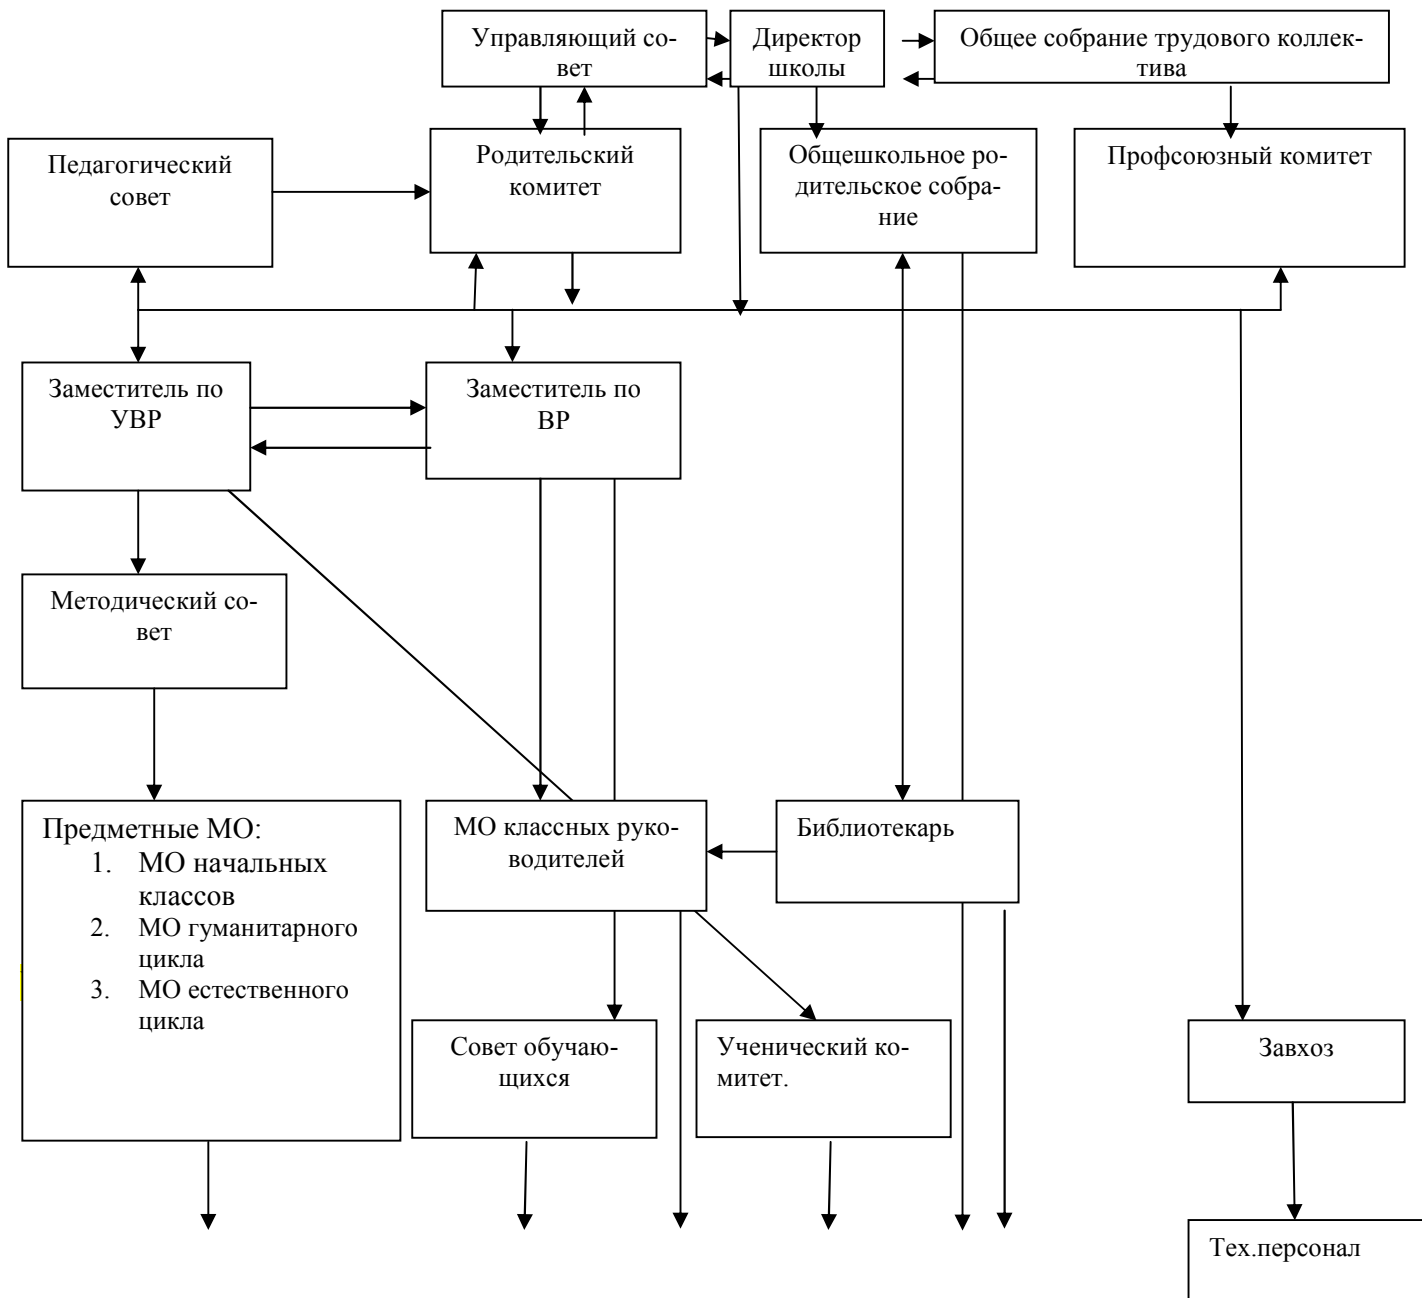 Управляющий со-
вет
Директор
школы
Общее собрание трудового коллек-
тива
Педагогический
совет
Родительский
комитет
Общешкольное ро-
дительское собра-
ние
Профсоюзный комитет
Заместитель по
УВР
Заместитель по
ВР
Методический со-
вет
Предметные МО:
1. МО начальных
классов
2. МО гуманитарного
цикла
3. МО естественного
цикла
МО классных руко-
водителей
Библиотекарь
Совет обучаю-
щихся
Ученический ко-
митет.
Завхоз
Тех.персонал